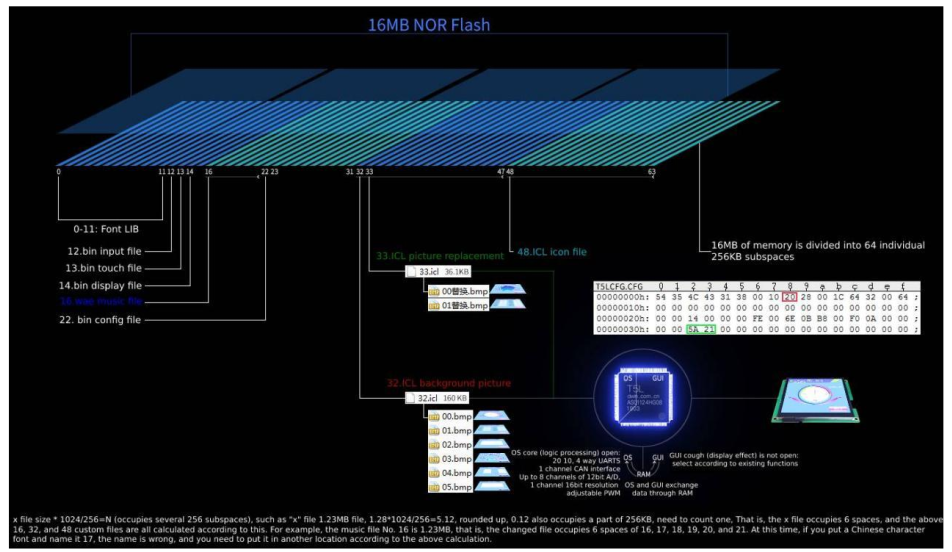 16MB NOR Flash
0 11 12 13 14 16 22 23 31 32 33 47 48 63
0-11: Font LIB
12.bin input file
13.bin touch file
14.bin display file
16.wae music file
22. bin config file
33.ICL picture replacement
48.ICL icon file
16MB of memory is divided into 64 individual
256KB subspaces
33.icl 36.1KB
00替换.bmp
01替换.bmp
T5LCFG.CFG 0 1 2 3 4 5 6 7 8 9 a b c d e f
00000000h: 54 35 4C 43 31 38 00 10 20 28 00 1C 64 32 00 64 ;
00000010h: 00 00 00 00 00 00 00 00 00 00 00 00 00 00 00 00 ;
00000020h: 00 00 14 00 00 00 FE 00 6E 0B B8 00 F0 0A 00 00 ;
00000030h: 00 00 5A 21 00 00 00 00 00 00 00 00 00 00 00 00 ;
32.ICL background picture
32.icl 160 KB
00.bmp
01.bmp
02.bmp
03.bmp
04.bmp
05.bmp
OS GUI
T5L
OS core (logic processing) open:
20 10, 4 way UARTS
1 channel CAN interface
Up to 8 channels of 12bit A/D,
1 channel 16bit resolution
adjustable PWM
OS GUI
RAM
OS and GUI exchange
data through RAM
GUI cough (display effect) is not open:
select according to existing functions
x file size * 1024/256=N (occupies several 256 subspaces), such as "x" file 1.23MB file, 1.28*1024/256=5.12, rounded up, 0.12 also occupies a part of 256KB, need to count one, That is, the x file occupies 6 spaces, and the above
16, 32, and 48 custom files are all calculated according to this. For example, the music file No. 16 is 1.23MB, that is, the changed file occupies 6 spaces of 16, 17, 18, 19, 20, and 21. At this time, if you put a Chinese character
font and name it 17, the name is wrong, and you need to put it in another location according to the above calculation.